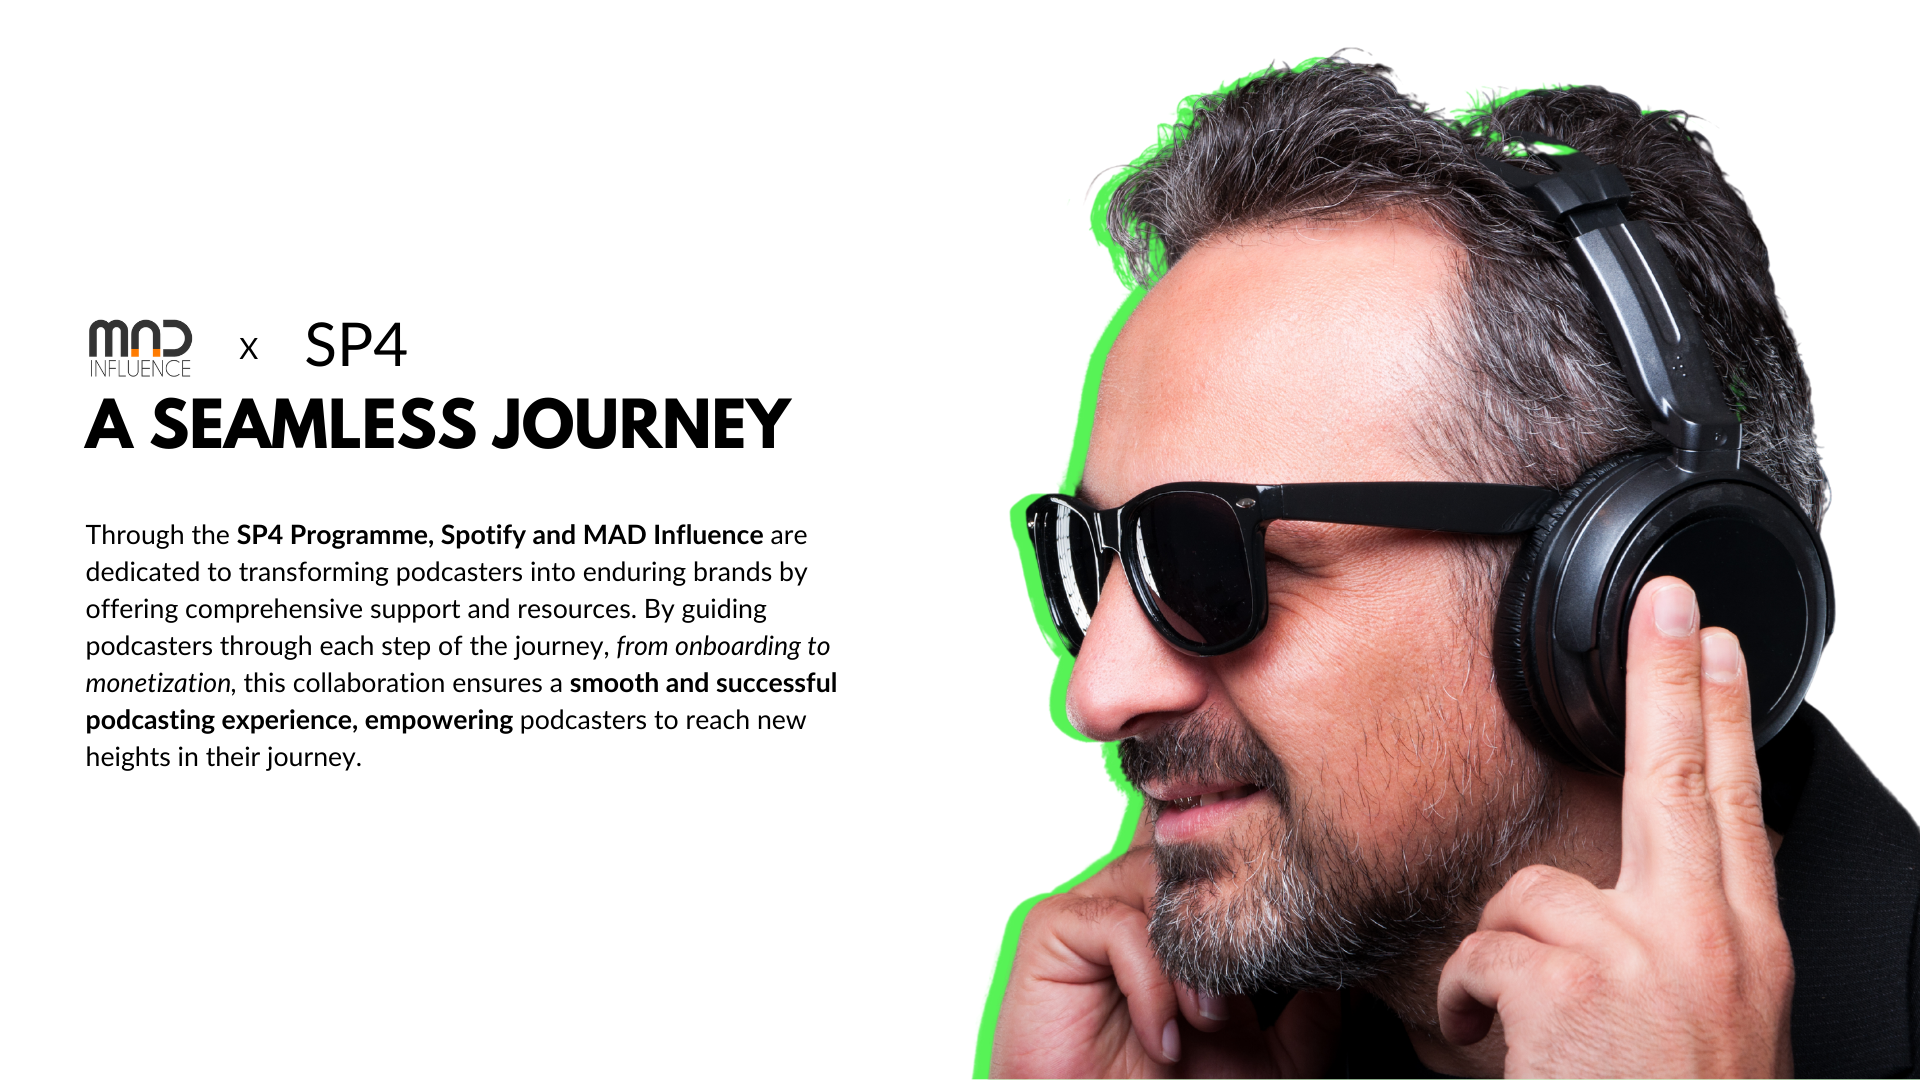 MAD
INFLUENCE
x
SP4
A SEAMLESS JOURNEY
Through the SP4 Programme, Spotify and MAD Influence are
dedicated to transforming podcasters into enduring brands by
offering comprehensive support and resources. By guiding
podcasters through each step of the journey, from onboarding to
monetization, this collaboration ensures a smooth and successful
podcasting experience, empowering podcasters to reach new
heights in their journey.